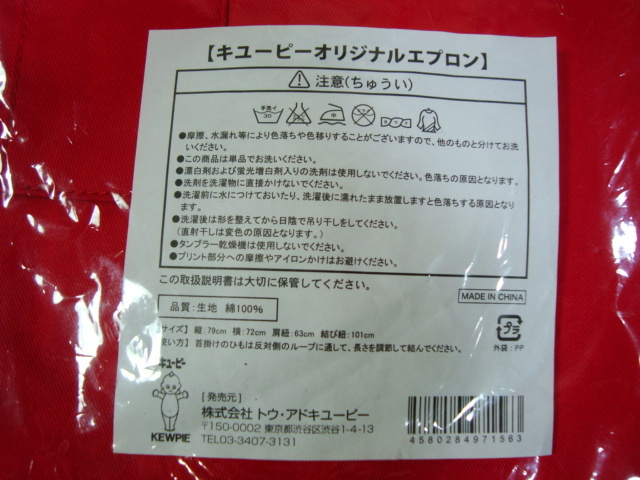 【キユーピーオリジナルエプロン】
注意(ちゅうい)
手洗イ
30
●摩擦、水漏れ等により色落ちや色移りすることがございますので、他のものと分けてお洗
いください。
●この商品は単品でお洗いください。
●漂白剤および蛍光増白剤入りの洗剤は使用しないでください。色落ちの原因となります。
●洗剤を洗濯物に直接かけないでください。
●洗濯前に水につけておいたり、洗濯後に濡れたまま放置しますと色落ちする原因になり
ます。
●洗濯後は形を整えてから日陰で吊り干しをしてください。
(直射干しは変色の原因となります。)
●タンブラー乾燥機は使用しないでください。
●プリント部分への摩擦やアイロンかけはお避けください。
この取扱説明書は大切に保管してください。
品質:生地 綿100%
MADE IN CHINA
サイズ】 縦:79cm 横:72cm 肩紐:63cm 結び紐:101cm
使い方】 首掛けのひもは反対側のループに通して、長さを調節して結んでください。
プラ
外袋:PP
キユーピー
KEWPIE
[発売元]
株式会社 トウ・アドキユーピー
〒150-0002 東京都渋谷区渋谷1-4-13
TEL03-3407-3131
4580284971563